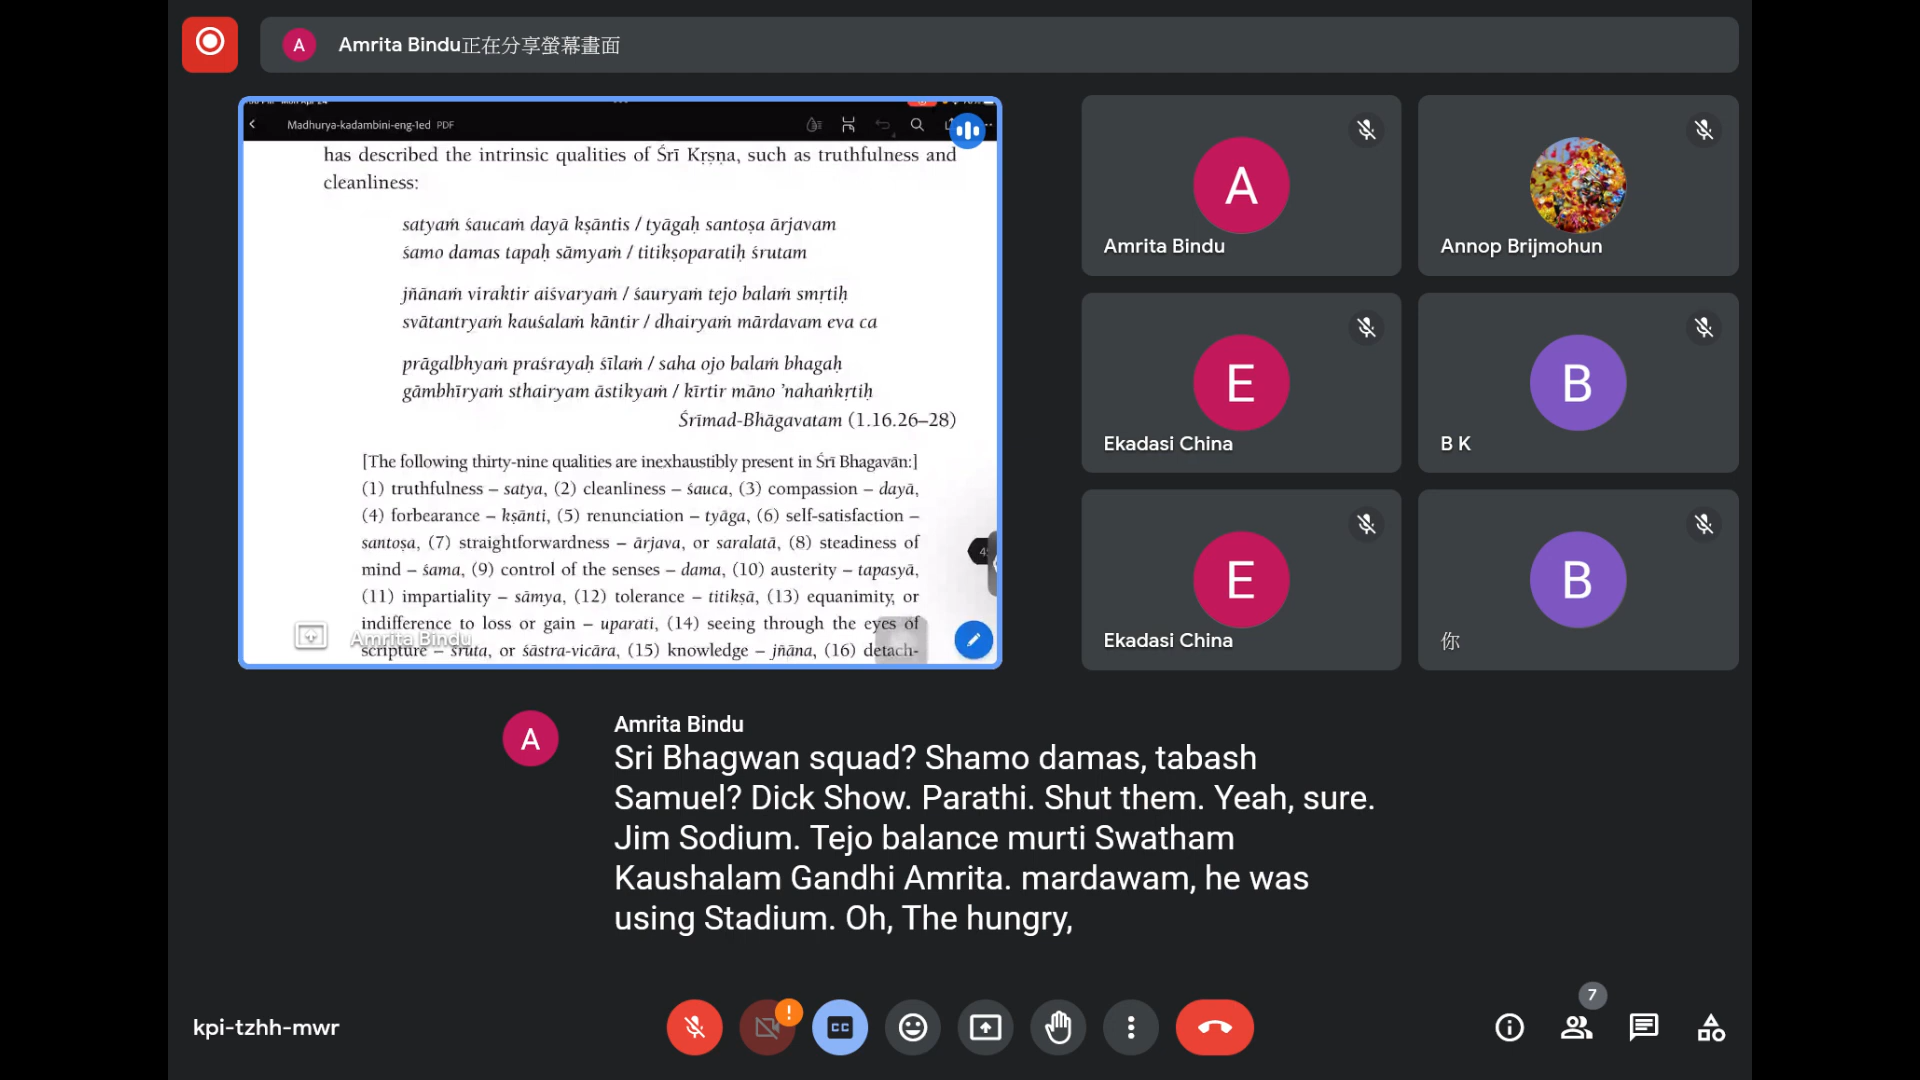 A Amrita Bindu正在分享螢幕畫面
Madhurya-kadambini-eng-1ed PDF
has described the intrinsic qualities of Śrī Kṛṣṇa, such as truthfulness and
cleanliness:
satyaṁ śaucaṁ dayā kṣāntis / tyāgaḥ santoṣa ārjavam
śamo damas tapaḥ sāmyaṁ / titikṣoparatiḥ śrutam
jñānaṁ viraktir aiśvaryaṁ / śauryaṁ tejo balaṁ smṛtiḥ
svātantryaṁ kauśalaṁ kāntir / dhairyaṁ mārdavam eva ca
prāgalbhyaṁ praśrayaḥ śīlaṁ / saha ojo balaṁ bhagaḥ
gāmbhīryaṁ sthairyam āstikyaṁ / kīrtir māno 'nahaṅkṛtiḥ
Śrīmad-Bhāgavatam (1.16.26–28)
[The following thirty-nine qualities are inexhaustibly present in Śrī Bhagavān:]
(1) truthfulness – satya, (2) cleanliness – śauca, (3) compassion – dayā,
(4) forbearance – kṣānti, (5) renunciation – tyāga, (6) self-satisfaction –
santoṣa, (7) straightforwardness – ārjava, or saralatā, (8) steadiness of
mind – śama, (9) control of the senses – dama, (10) austerity – tapasyā,
(11) impartiality – sāmya, (12) tolerance – titikṣā, (13) equanimity, or
indifference to loss or gain – uparati, (14) seeing through the eyes of
scripture – śruta, or śāstra-vicāra, (15) knowledge – jñāna, (16) detach-
Amrita Bindu
A
Amrita Bindu
Annop Brijmohun
E
Ekadasi China
B
B K
E
Ekadasi China
B
你
A
Amrita Bindu
Sri Bhagwan squad? Shamo damas, tabash
Samuel? Dick Show. Parathi. Shut them. Yeah, sure.
Jim Sodium. Tejo balance murti Swatham
Kaushalam Gandhi Amrita. mardawam, he was
using Stadium. Oh, The hungry,
kpi-tzhh-mwr
!
CC
7